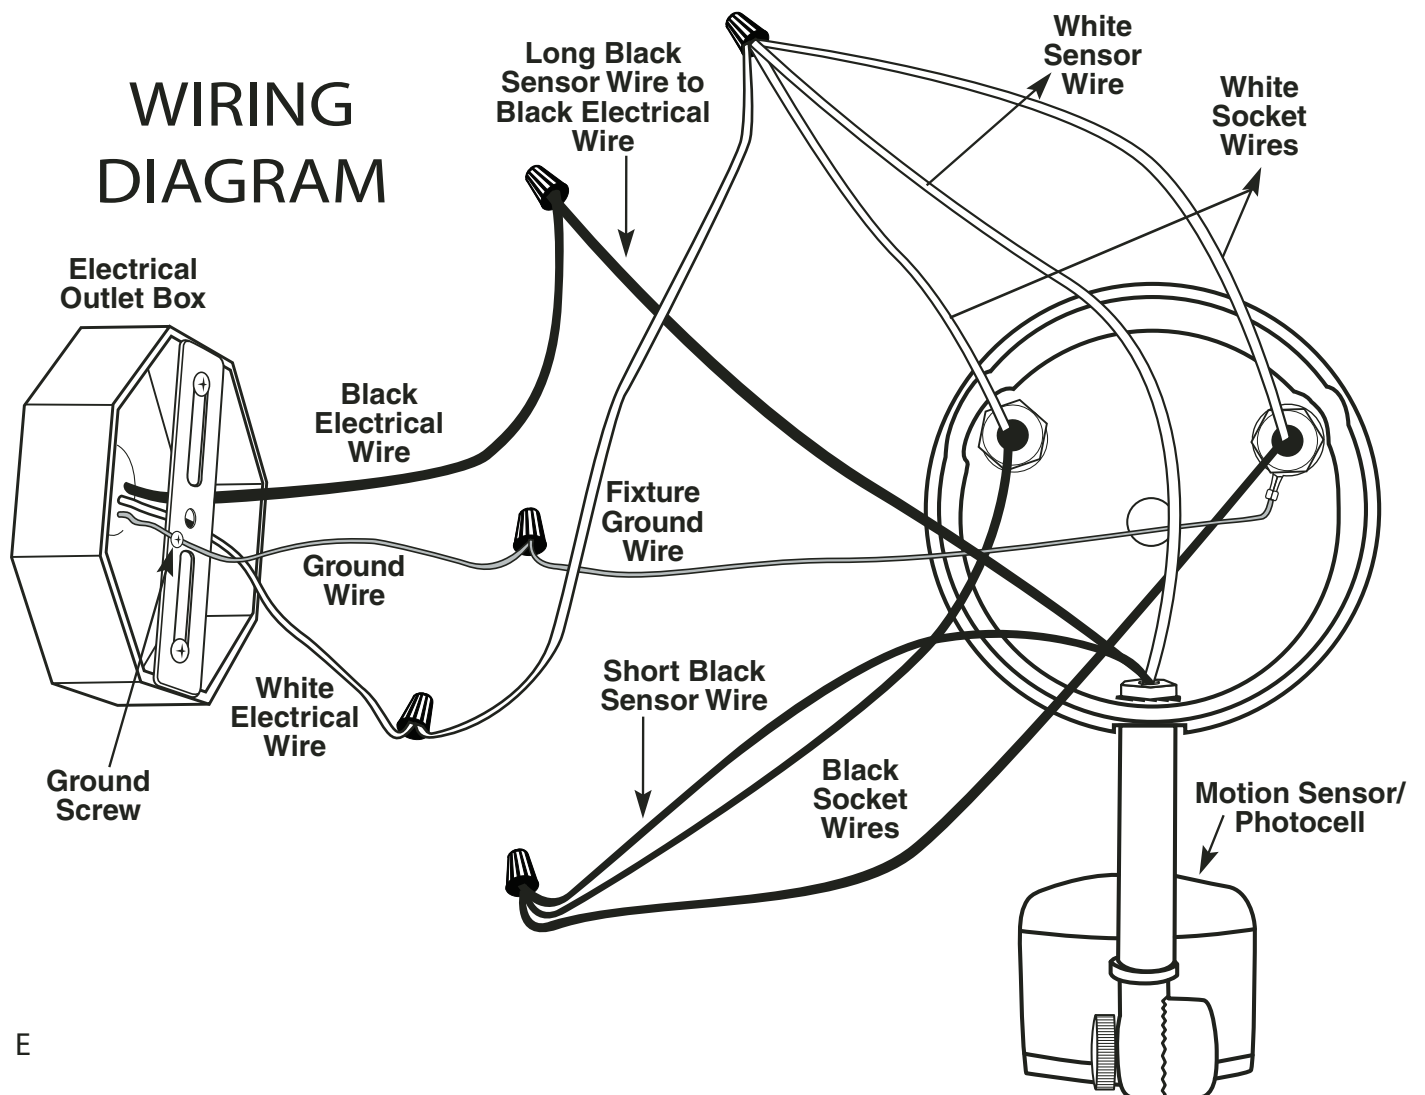 WIRING
DIAGRAM
Long Black
Sensor Wire to
Black Electrical
Wire
White
Sensor
Wire
White
Socket
Wires
Electrical
Outlet Box
Black
Electrical
Wire
Fixture
Ground
Wire
Ground
Wire
Short Black
Sensor Wire
White
Electrical
Wire
Ground
Screw
Black
Socket
Wires
Motion Sensor/
Photocell
E